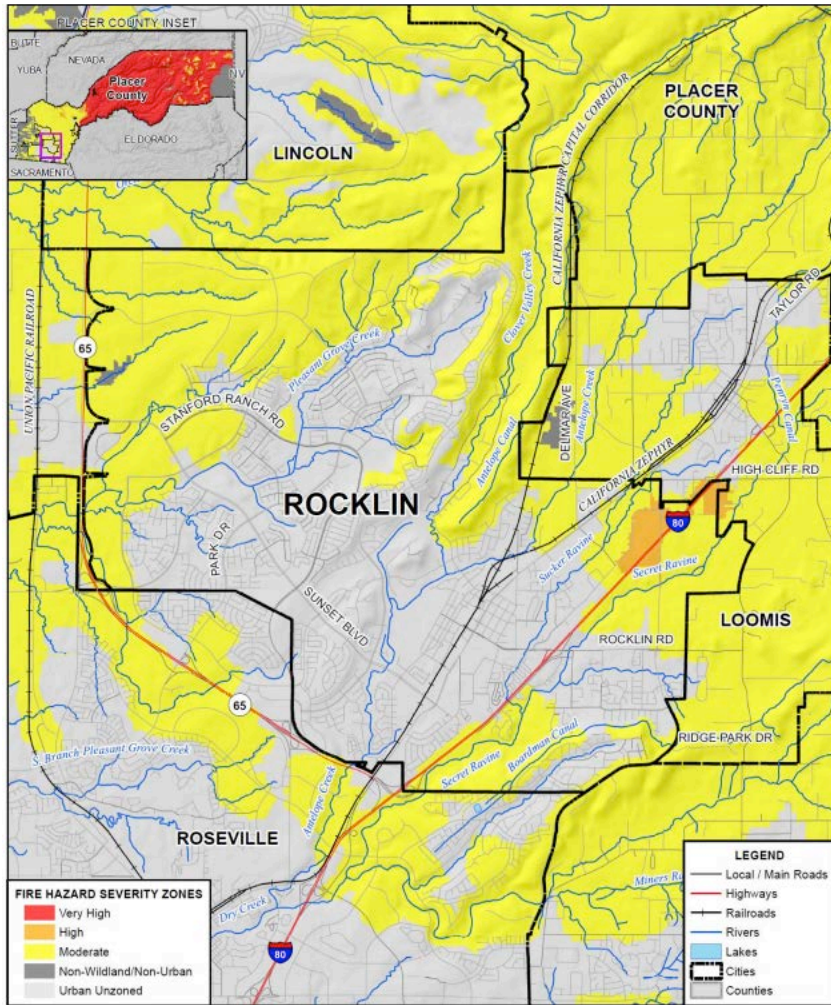 PLACER COUNTY INSET
BUTTE
YUBA
NEVADA
Placer
County
NV
SUTTER
EL DORADO
SACRAMENTO
LINCOLN
PLACER
COUNTY
CALIFORNIA ZEPHYR/CAPITAL CORRIDOR
TAYLOR RD
Clover Valley Creek
UNION PACIFIC RAILROAD
65
Pleasant Grove Creek
STANFORD RANCH RD
Antelope Canal
DELMAR AVE
Antelope Creek
Penryn Canal
CALIFORNIA ZEPHYR
HIGH CLIFF RD
ROCKLIN
80
PARK DR
Sucker Ravine
Secret Ravine
SUNSET BLVD
ROCKLIN RD
LOOMIS
65
RIDGE PARK DR
S. Branch Pleasant Grove Creek
Secret Ravine
Boardman Canal
Antelope Creek
ROSEVILLE
Dry Creek
80
Miners
FIRE HAZARD SEVERITY ZONES
Very High
High
Moderate
Non-Wildland/Non-Urban
Urban Unzoned
LEGEND
Local / Main Roads
Highways
Railroads
Rivers
Lakes
Cities
Counties